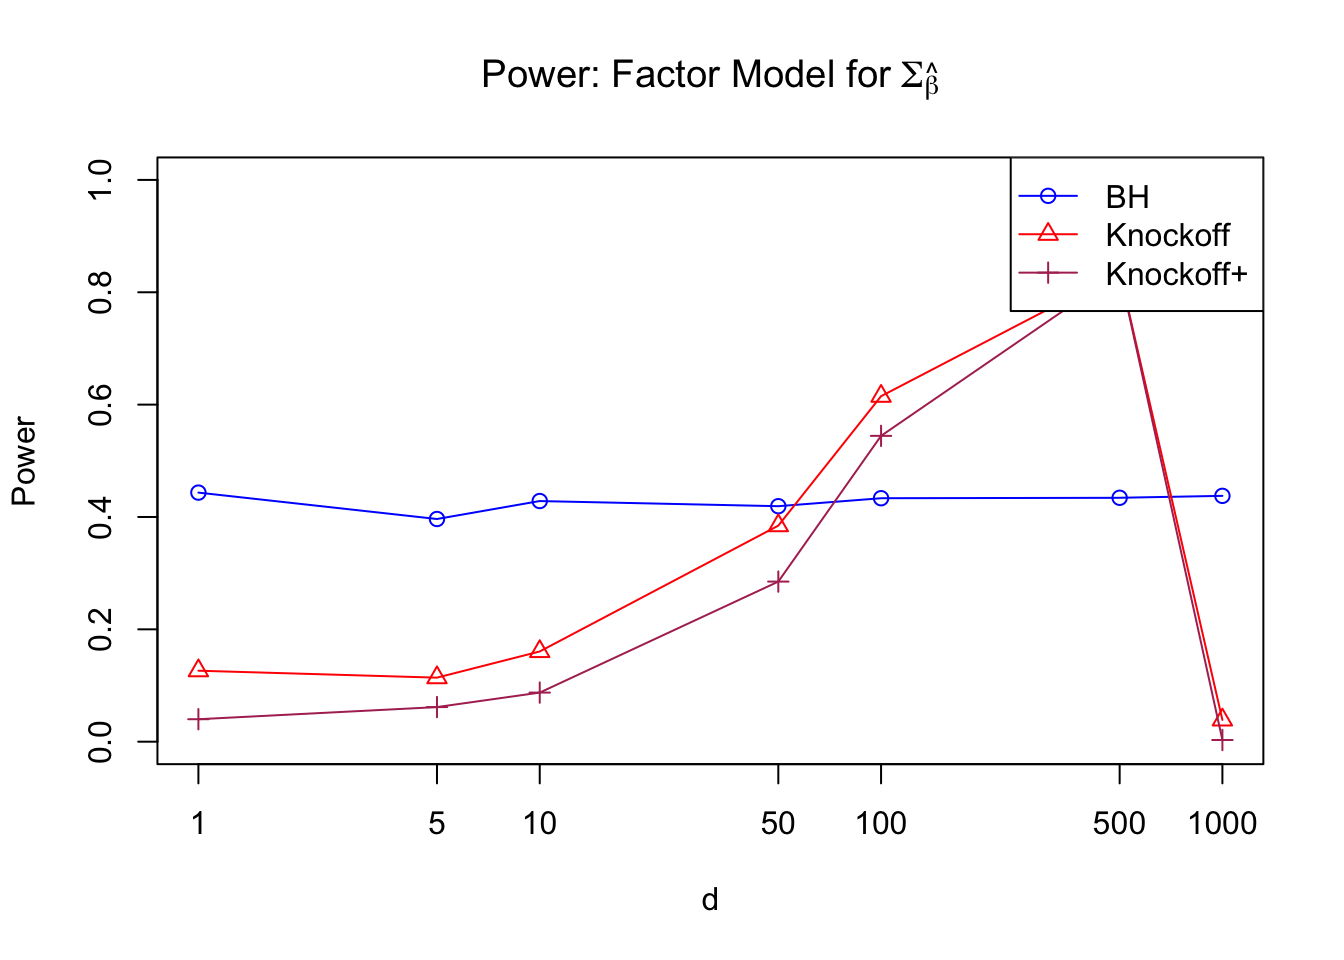 Power: Factor Model for Σβ̂
1.0
0.8
0.6
0.4
0.2
0.0
Power
BH
Knockoff
Knockoff+
1 5 10 50 100 500 1000
d